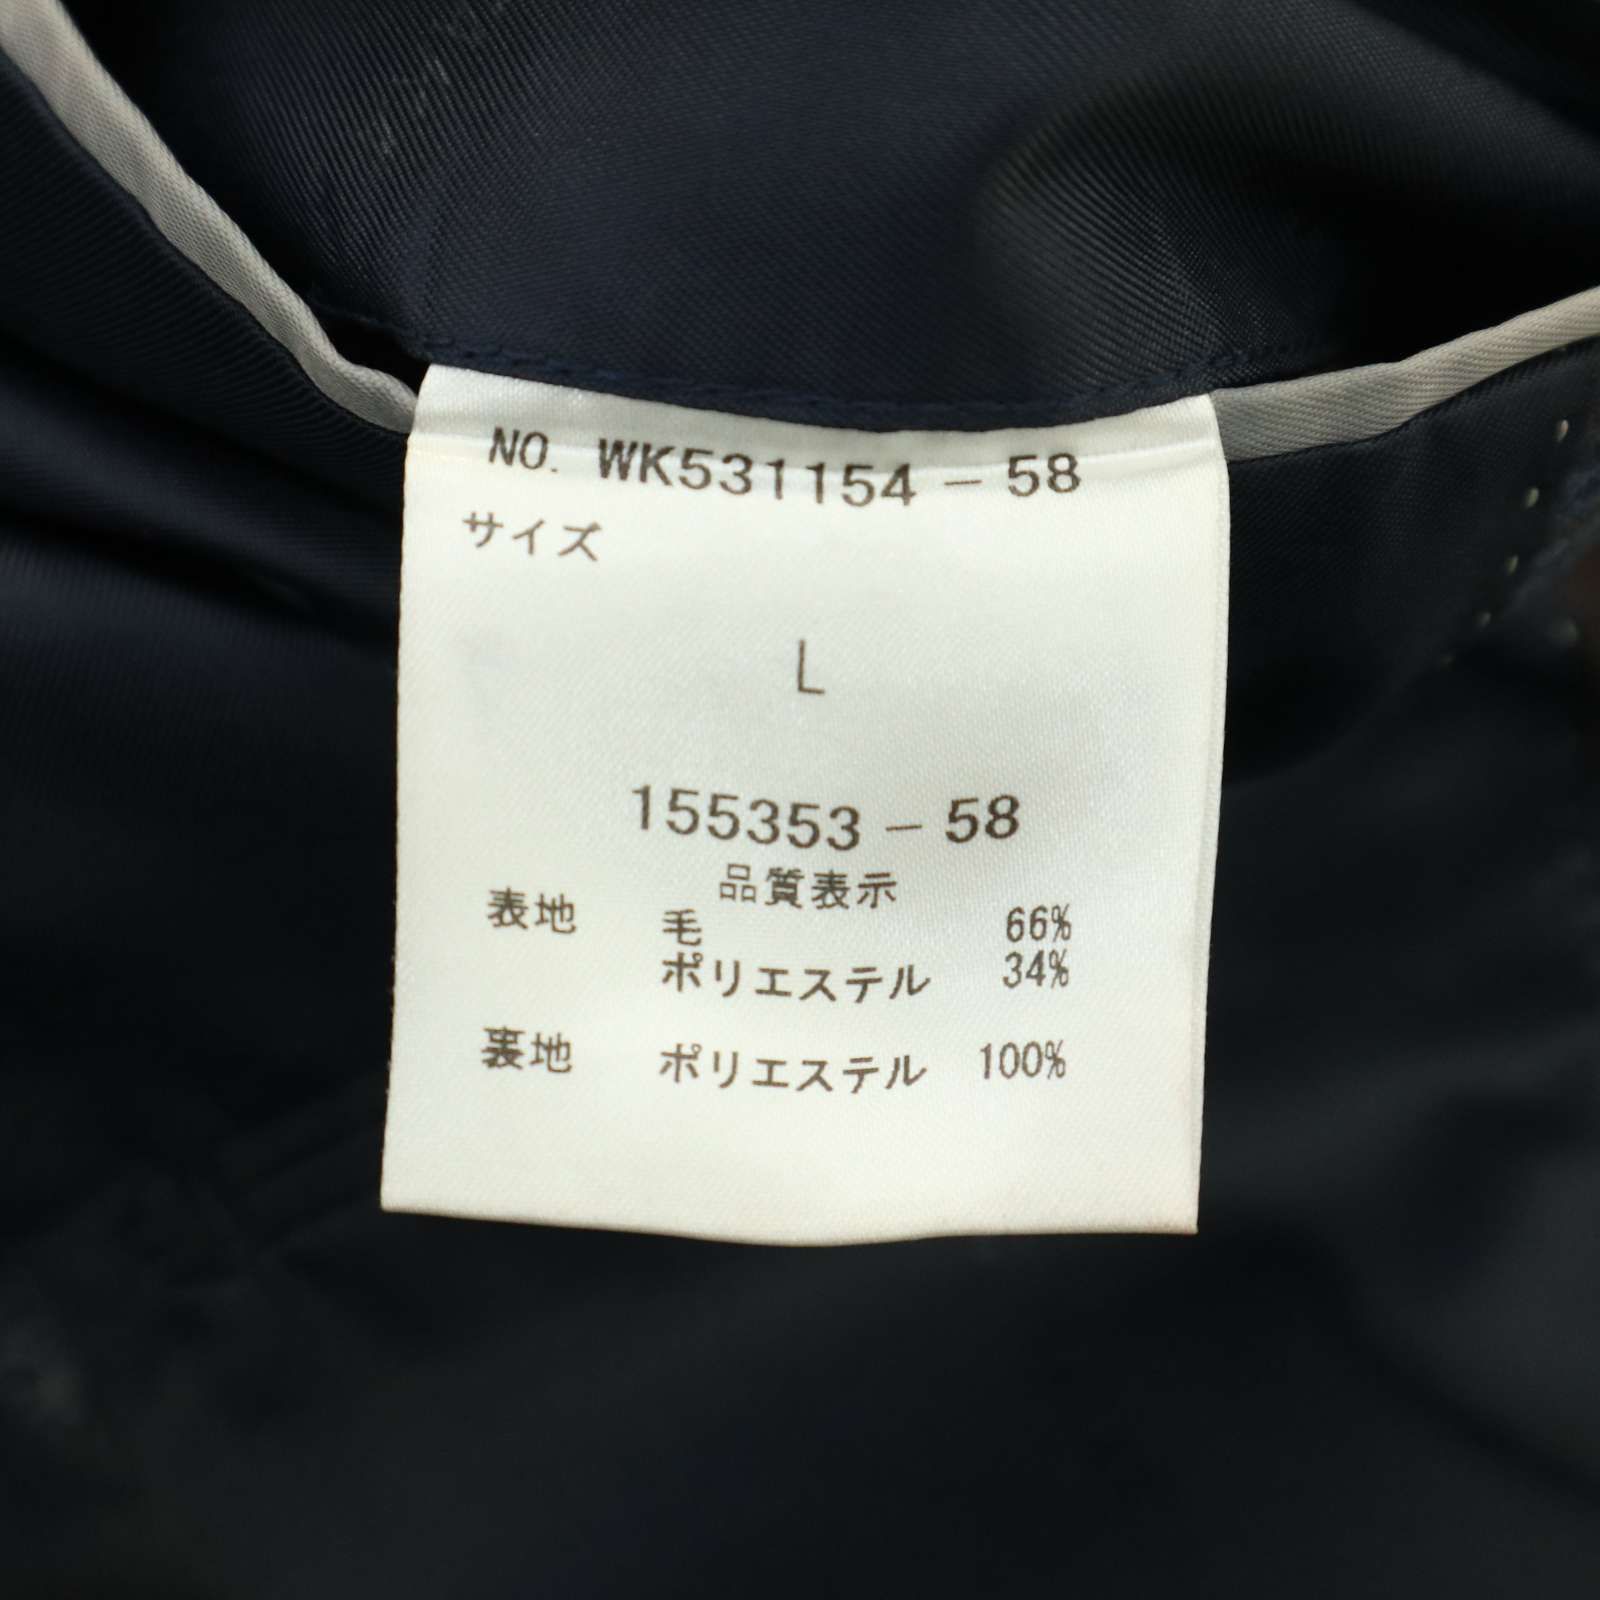 NO. WK531154-58
サイズ
L
155353-58
品質表示
表地 毛 66%
ポリエステル 34%
裏地 ポリエステル 100%